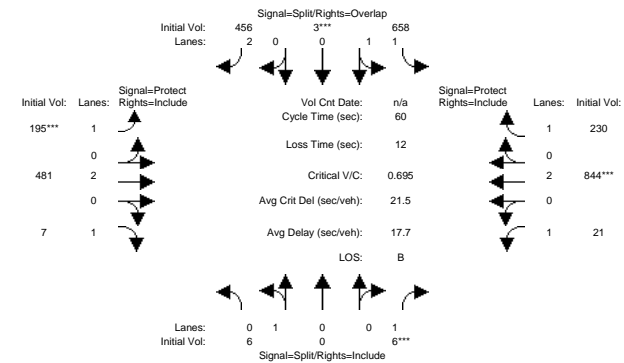 Signal=Split/Rights=Overlap
Initial Vol: 456 3*** 658
Lanes: 2 0 0 1 1
Signal=Protect
Initial Vol: Lanes: Rights=Include
Vol Cnt Date: n/a
Signal=Protect
Rights=Include Lanes: Initial Vol:
Cycle Time (sec): 60
195*** 1
1 230
Loss Time (sec): 12
0
0
481 2
Critical V/C: 0.695
2 844***
0
Avg Crit Del (sec/veh): 21.5
0
7 1
Avg Delay (sec/veh): 17.7
1 21
LOS: B
Lanes: 0 1 0 0 1
Initial Vol: 6 0 6***
Signal=Split/Rights=Include